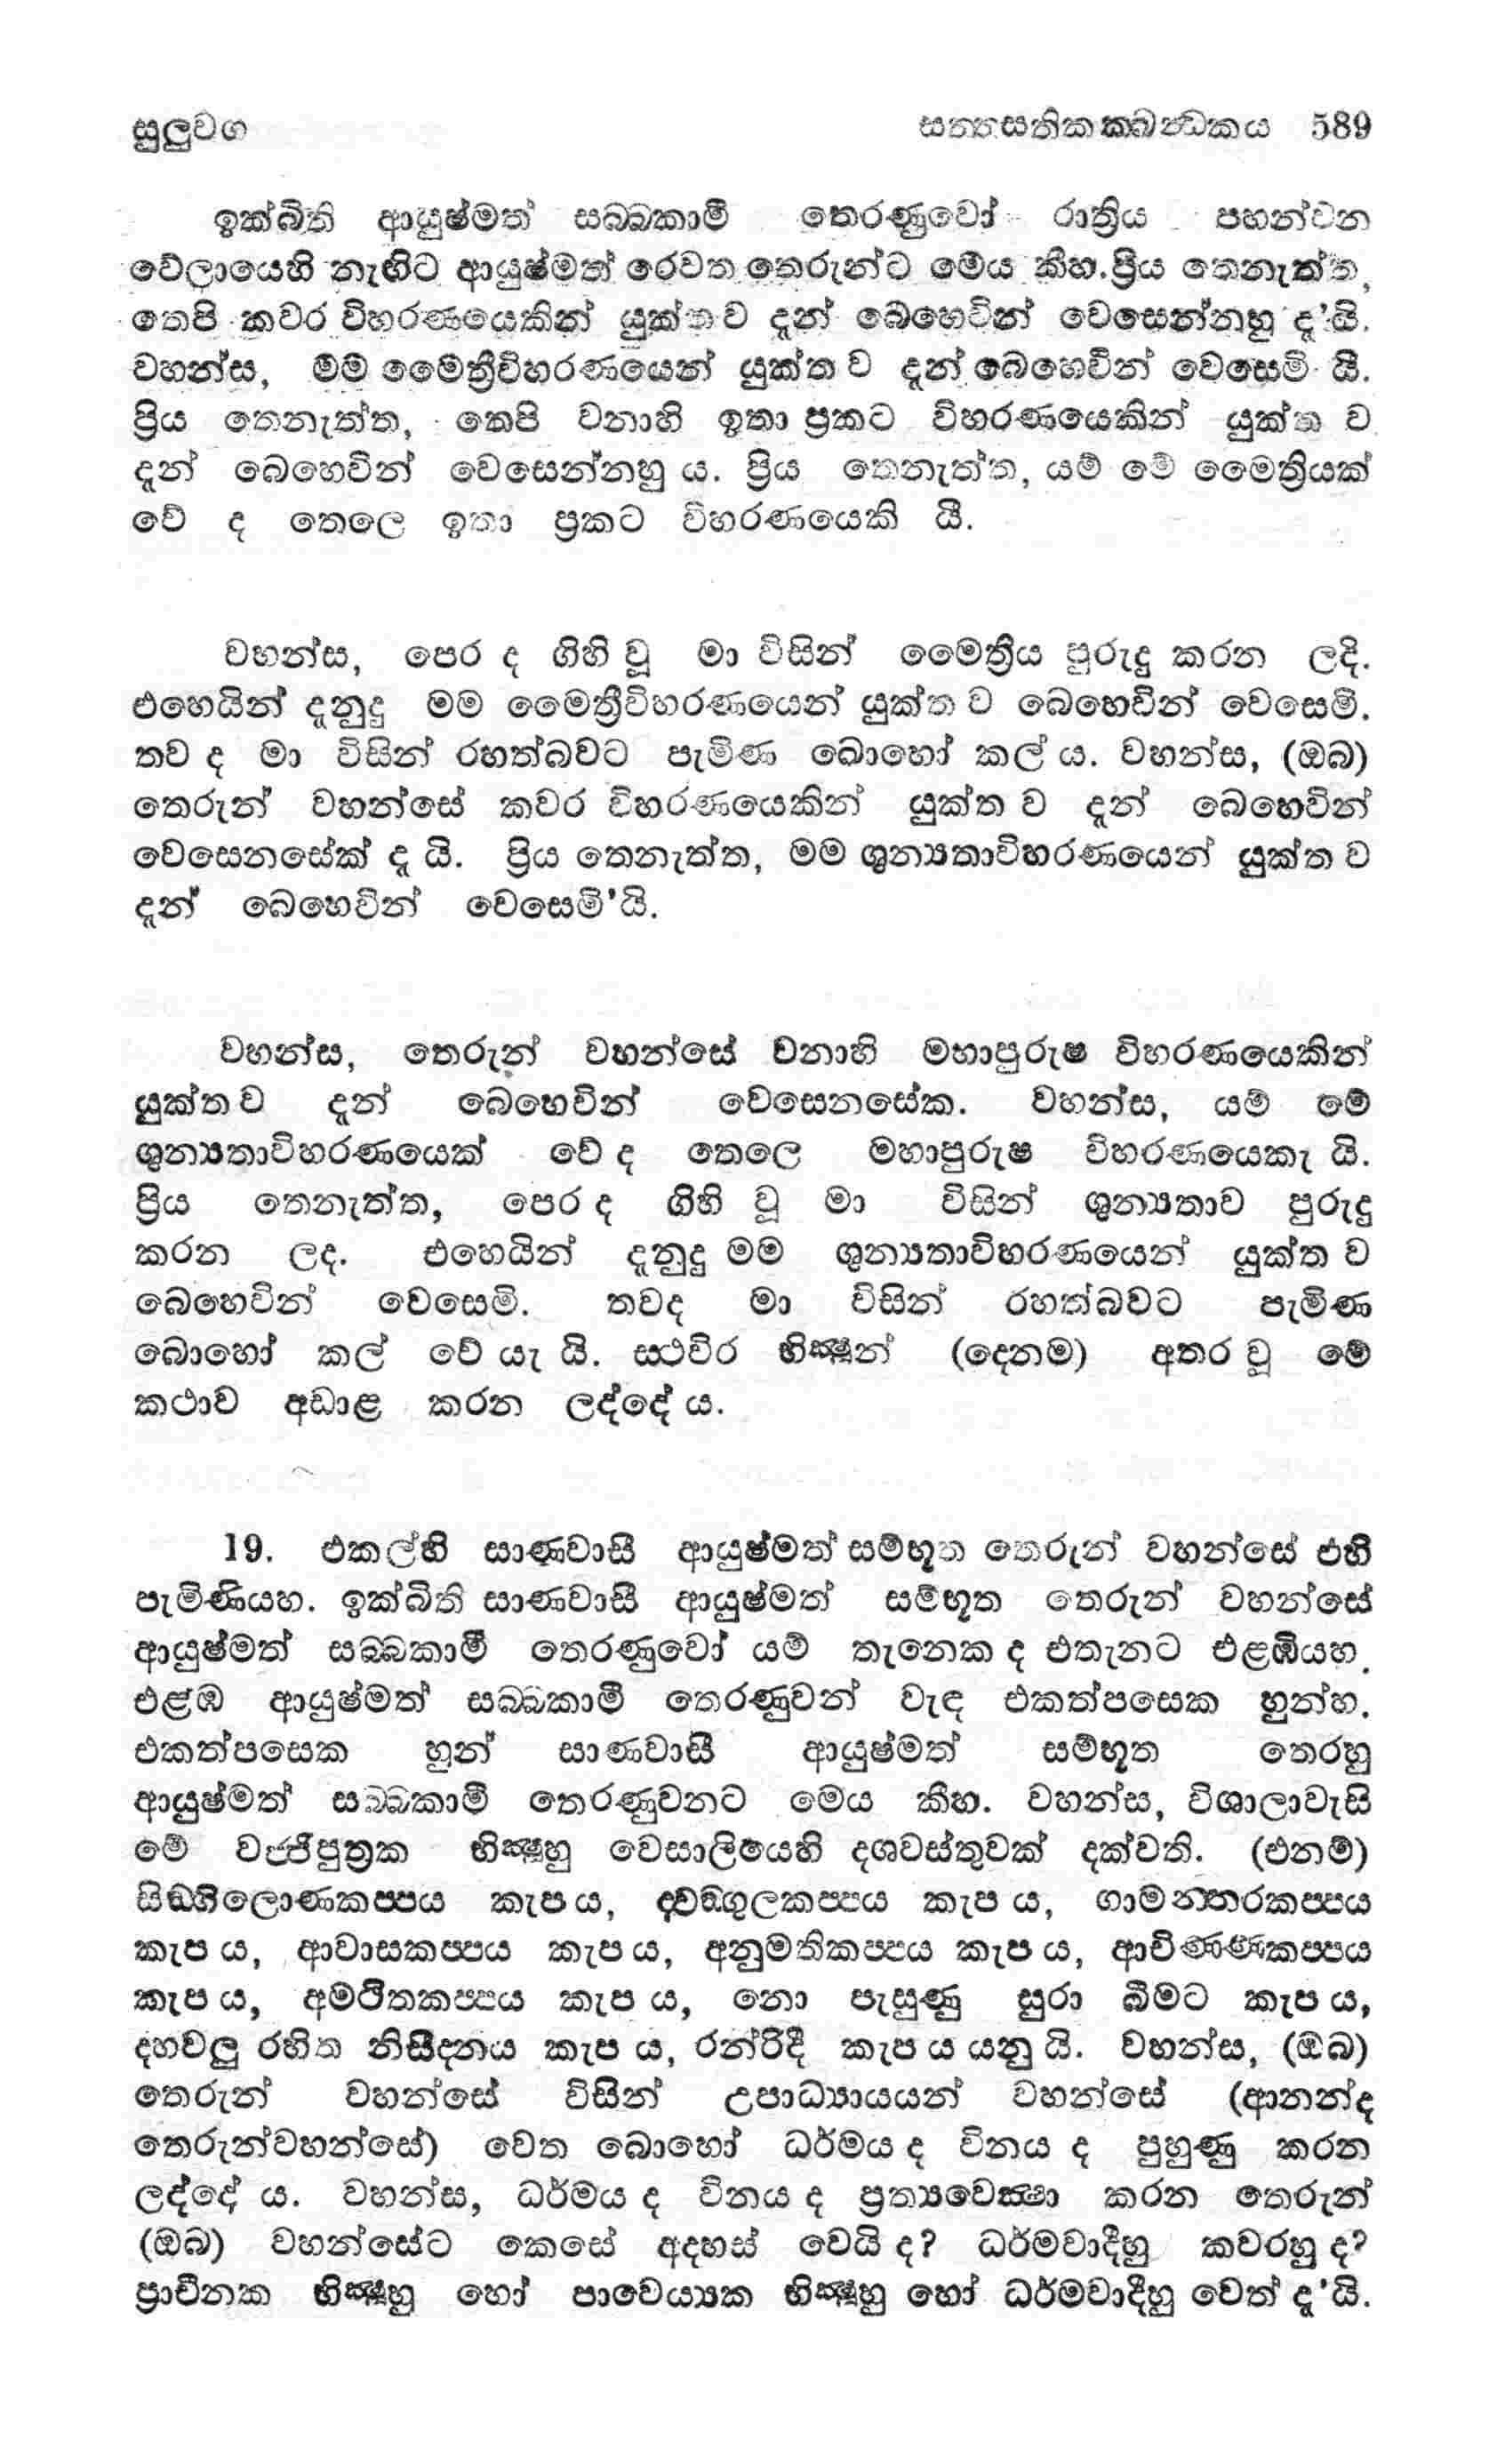 සුලුවග සත්තසතිකක්ඛන්ධකය 589
ඉක්බිති ආයුෂ්මත් සබ්බකාමී තෙරණුවෝ රාත්‍රිය පහන්වන
වේලායෙහි නැඟිට ආයුෂ්මත් රෙවත තෙරුන්ට මෙය කීහ. ප්‍රිය තෙනැත්ත,
තෙපි කවර විහරණයෙකින් යුක්තව දැන් බෙහෙවින් වෙසෙන්නහු දැ'යි.
වහන්ස, මම මෛත්‍රීවිහරණයෙන් යුක්ත ව දැන් බෙහෙවින් වෙසෙමි යි.
ප්‍රිය තෙනැත්ත, තෙපි වනාහි ඉතා ප්‍රකට විහරණයෙකින් යුක්ත ව
දැන් බෙහෙවින් වෙසෙන්නහු ය. ප්‍රිය තෙනැත්ත, යම් මේ මෛත්‍රියක්
වේ ද තෙලෙ ඉතා ප්‍රකට විහරණයෙකි යි.
වහන්ස, පෙර ද ගිහි වූ මා විසින් මෛත්‍රිය පුරුදු කරන ලදි.
එහෙයින් දැනුදු මම මෛත්‍රීවිහරණයෙන් යුක්ත ව බෙහෙවින් වෙසෙමි.
තව ද මා විසින් රහත්බවට පැමිණ බොහෝ කල් ය. වහන්ස, (ඔබ)
තෙරුන් වහන්සේ කවර විහරණයෙකින් යුක්ත ව දැන් බෙහෙවින්
වෙසෙනසේක් දැ යි. ප්‍රිය තෙනැත්ත, මම ශුන්‍යතාවිහරණයෙන් යුක්ත ව
දැන් බෙහෙවින් වෙසෙමි'යි.
වහන්ස, තෙරුන් වහන්සේ වනාහි මහාපුරුෂ විහරණයෙකින්
යුක්තව දැන් බෙහෙවින් වෙසෙනසේක. වහන්ස, යම් මේ
ශුන්‍යතාවිහරණයෙක් වේ ද තෙලෙ මහාපුරුෂ විහරණයෙකැ යි.
ප්‍රිය තෙනැත්ත, පෙර ද ගිහි වූ මා විසින් ශුන්‍යතාව පුරුදු
කරන ලද. එහෙයින් දැනුදු මම ශුන්‍යතාවිහරණයෙන් යුක්ත ව
බෙහෙවින් වෙසෙමි. තවද මා විසින් රහත්බවට පැමිණ
බොහෝ කල් වේ යැ යි. ස්ථවිර භික්ෂූන් (දෙනම) අතර වූ මේ
කථාව අඩාළ කරන ලද්දේ ය.
19. එකල්හි සාණවාසී ආයුෂ්මත් සම්භූත තෙරුන් වහන්සේ එහි
පැමිණියහ. ඉක්බිති සාණවාසී ආයුෂ්මත් සම්භූත තෙරුන් වහන්සේ
ආයුෂ්මත් සබ්බකාමී තෙරණුවෝ යම් තැනෙක ද එතැනට එළඹියහ.
එළඹ ආයුෂ්මත් සබ්බකාමී තෙරණුවන් වැඳ එකත්පසෙක හුන්හ.
එකත්පසෙක හුන් සාණවාසී ආයුෂ්මත් සම්භූත තෙරහු
ආයුෂ්මත් සබ්බකාමී තෙරණුවනට මෙය කීහ. වහන්ස, විශාලාවැසි
මේ වජ්ජිපුත්‍රක භික්ෂූහු වෙසාලියෙහි දශවස්තුවක් දක්වති. (එනම්)
සිඞ්ගිලොණකප්පය කැප ය, ද්වඞ්ගුලකප්පය කැප ය, ගාමන්තරකප්පය
කැප ය, ආවාසකප්පය කැප ය, අනුමතිකප්පය කැප ය, ආචිණ්ණකප්පය
කැප ය, අමථිතකප්පය කැප ය, නො පැසුණු සුරා බීමට කැප ය,
දහවලු රහිත නිසීදනය කැප ය, රන්රිදී කැප ය යනු යි. වහන්ස, (ඔබ)
තෙරුන් වහන්සේ විසින් උපාධ්‍යායයන් වහන්සේ (ආනන්ද
තෙරුන්වහන්සේ) වෙත බොහෝ ධර්මය ද විනය ද පුහුණු කරන
ලද්දේ ය. වහන්ස, ධර්මය ද විනය ද ප්‍රත්‍යවෙක්ෂා කරන තෙරුන්
(ඔබ) වහන්සේට කෙසේ අදහස් වෙයි ද? ධර්මවාදීහු කවරහු ද?
ප්‍රාචීනක භික්ෂූහු හෝ පාවෙය්‍යක භික්ෂූහු හෝ ධර්මවාදීහු වෙත් දැ'යි.